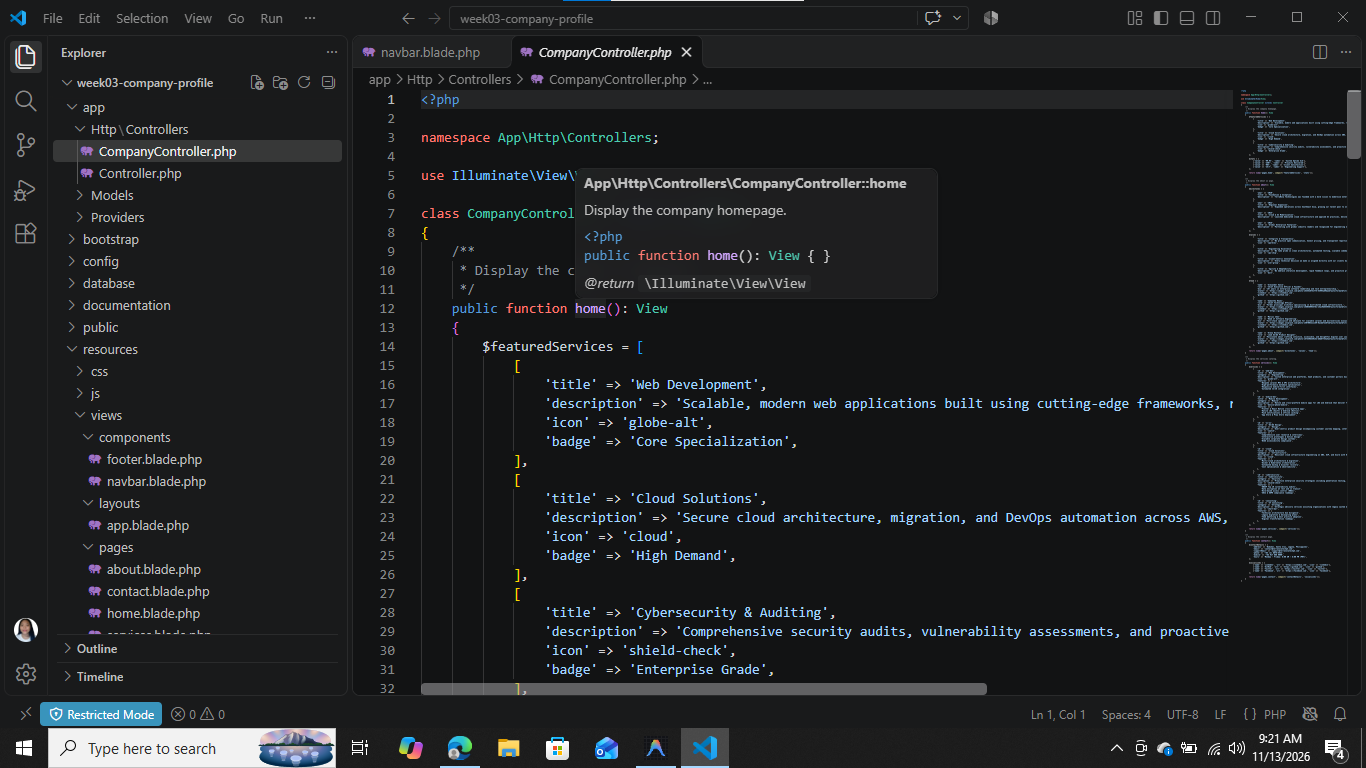 File Edit Selection View Go Run ···
week03-company-profile
Explorer
week03-company-profile
app
Http\Controllers
CompanyController.php
Controller.php
Models
Providers
bootstrap
config
database
documentation
public
resources
css
js
views
components
footer.blade.php
navbar.blade.php
layouts
app.blade.php
pages
about.blade.php
contact.blade.php
home.blade.php
services.blade.php
Outline
Timeline
navbar.blade.php CompanyController.php
app > Http > Controllers > CompanyController.php > ...
1 <?php
2
3 namespace App\Http\Controllers;
4
5 use Illuminate\View\
6
7 class CompanyControl
8 {
9 /**
10 * Display the c
11 */
12 public function home(): View
13 {
14 $featuredServices = [
15 [
16 'title' => 'Web Development',
17 'description' => 'Scalable, modern web applications built using cutting-edge frameworks,
18 'icon' => 'globe-alt',
19 'badge' => 'Core Specialization',
20 ],
21 [
22 'title' => 'Cloud Solutions',
23 'description' => 'Secure cloud architecture, migration, and DevOps automation across AWS,
24 'icon' => 'cloud',
25 'badge' => 'High Demand',
26 ],
27 [
28 'title' => 'Cybersecurity & Auditing',
29 'description' => 'Comprehensive security audits, vulnerability assessments, and proactive
30 'icon' => 'shield-check',
31 'badge' => 'Enterprise Grade',
32 ],
App\Http\Controllers\CompanyController::home
Display the company homepage.
<?php
public function home(): View { }
@return \Illuminate\View\View
Restricted Mode 0 0
Ln 1, Col 1 Spaces: 4 UTF-8 LF { } PHP
Type here to search
9:21 AM
11/13/2026
4